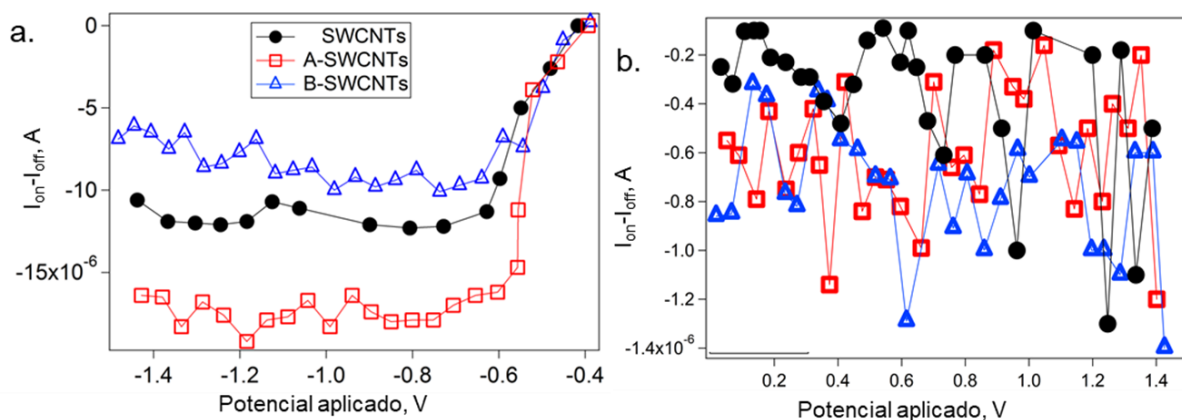 a.
SWCNTs
A-SWCNTs
B-SWCNTs
0
-5
-10
-15x10⁻⁶
Ion-Ioff, A
-1.4 -1.2 -1.0 -0.8 -0.6 -0.4
Potencial aplicado, V
b.
-0.2
-0.4
-0.6
-0.8
-1.0
-1.2
-1.4x10⁻⁶
Ion-Ioff, A
0.2 0.4 0.6 0.8 1.0 1.2 1.4
Potencial aplicado, V